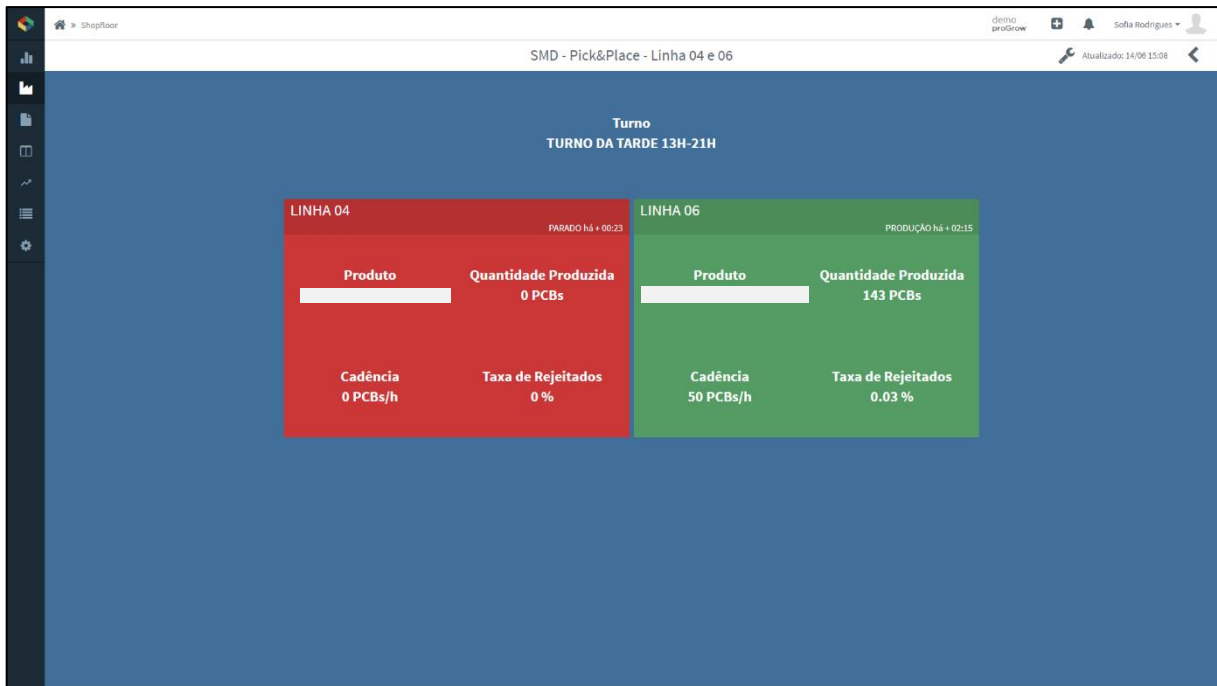 » Shopfloor
demo
proGrow
Sofia Rodrigues
SMD - Pick&Place - Linha 04 e 06
Atualizado: 14/06 15:08
Turno
TURNO DA TARDE 13H-21H
LINHA 04
PARADO há + 00:23
Produto
Quantidade Produzida
0 PCBs
Cadência
0 PCBs/h
Taxa de Rejeitados
0 %
LINHA 06
PRODUÇÃO há + 02:15
Produto
Quantidade Produzida
143 PCBs
Cadência
50 PCBs/h
Taxa de Rejeitados
0.03 %